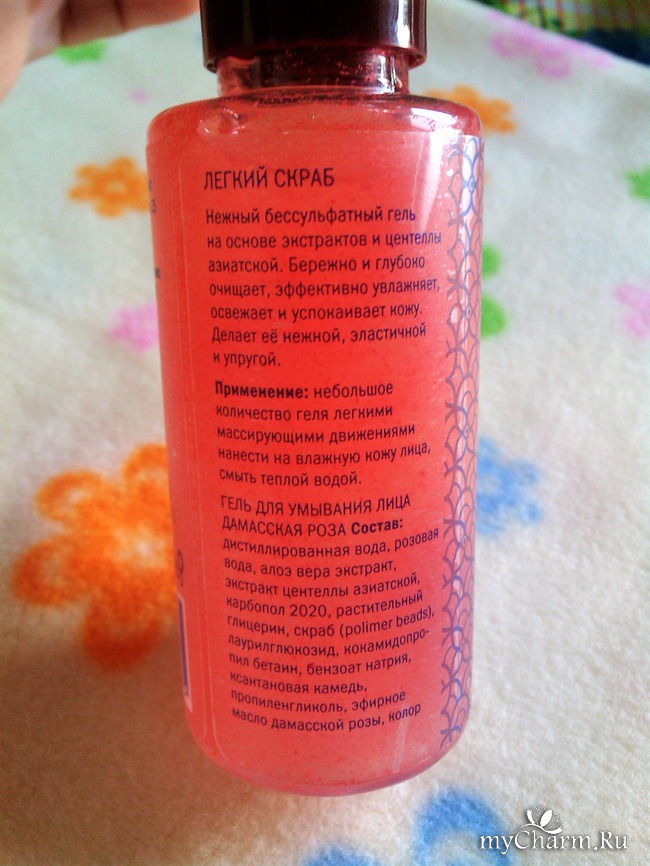 ЛЕГКИЙ СКРАБ
Нежный бессульфатный гель
на основе экстрактов и центеллы
азиатской. Бережно и глубоко
очищает, эффективно увлажняет,
освежает и успокаивает кожу.
Делает её нежной, эластичной
и упругой.
Применение: небольшое
количество геля легкими
массирующими движениями
нанести на влажную кожу лица,
смыть теплой водой.
ГЕЛЬ ДЛЯ УМЫВАНИЯ ЛИЦА
ДАМАССКАЯ РОЗА Состав:
дистиллированная вода, розовая
вода, алоэ вера экстракт,
экстракт центеллы азиатской,
карбопол 2020, растительный
глицерин, скраб (polimer beads),
лаурилглюкозид, кокамидопро-
пил бетаин, бензоат натрия,
ксантановая камедь,
пропиленгликоль, эфирное
масло дамасской розы, колор
myCharm.Ru